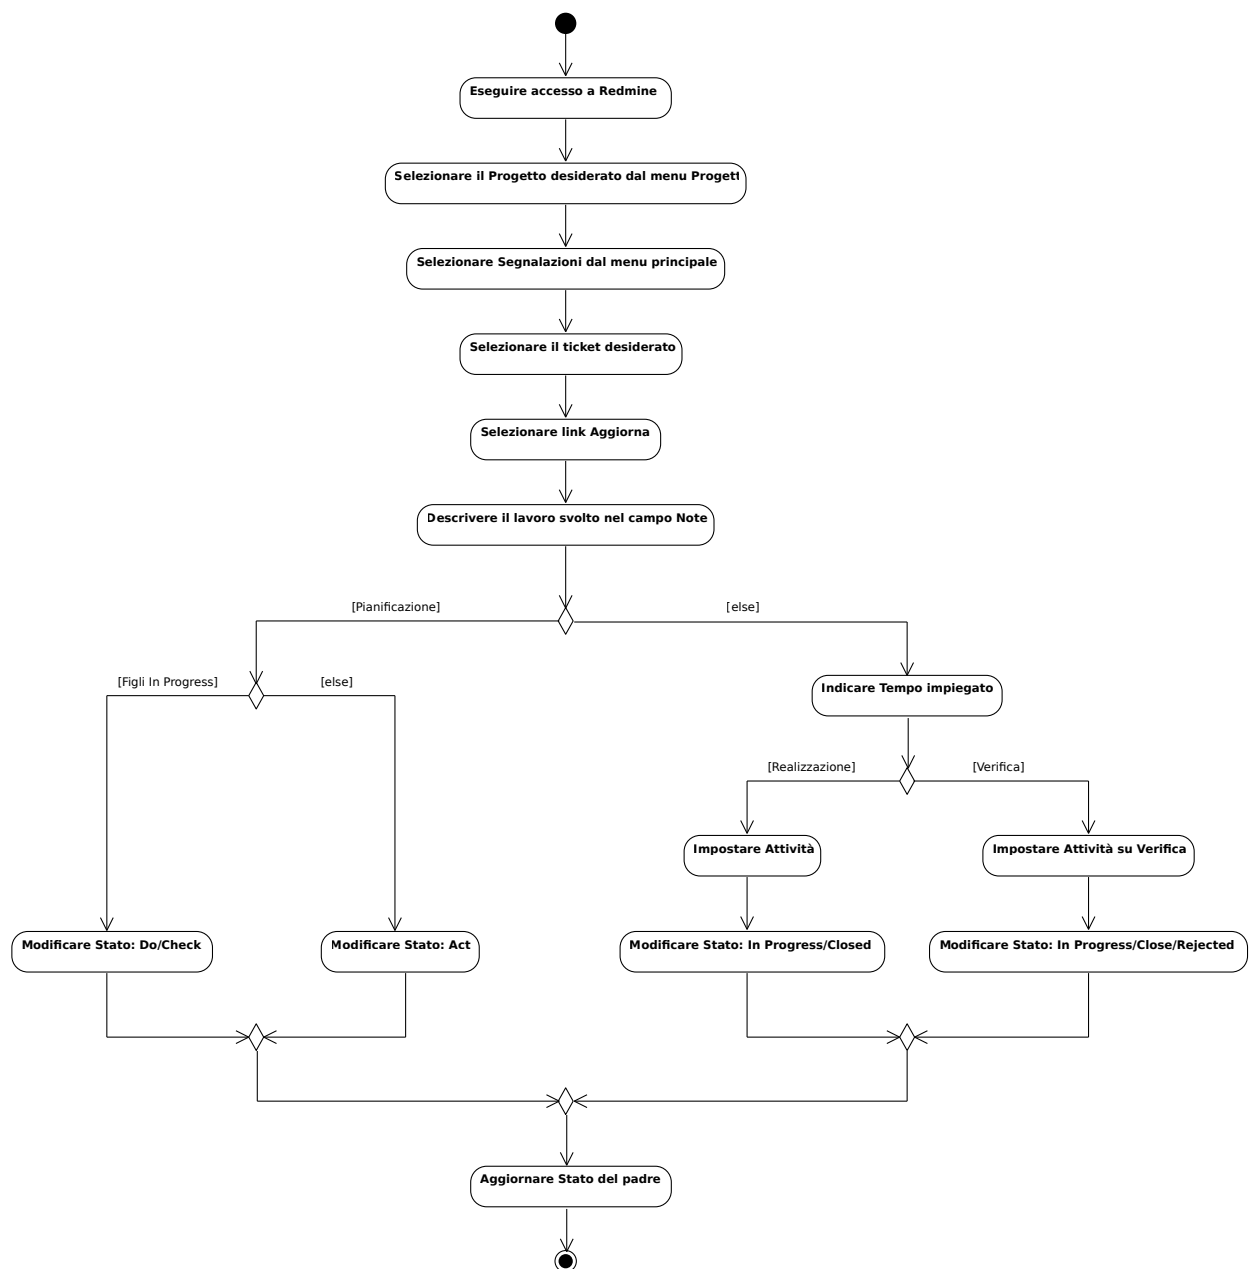 Eseguire accesso a Redmine
Selezionare il Progetto desiderato dal menu Progett
Selezionare Segnalazioni dal menu principale
Selezionare il ticket desiderato
Selezionare link Aggiorna
Descrivere il lavoro svolto nel campo Note
[Pianificazione]
[else]
[Figli In Progress]
[else]
Indicare Tempo impiegato
[Realizzazione]
[Verifica]
Impostare Attività
Impostare Attività su Verifica
Modificare Stato: Do/Check
Modificare Stato: Act
Modificare Stato: In Progress/Closed
Modificare Stato: In Progress/Close/Rejected
Aggiornare Stato del padre